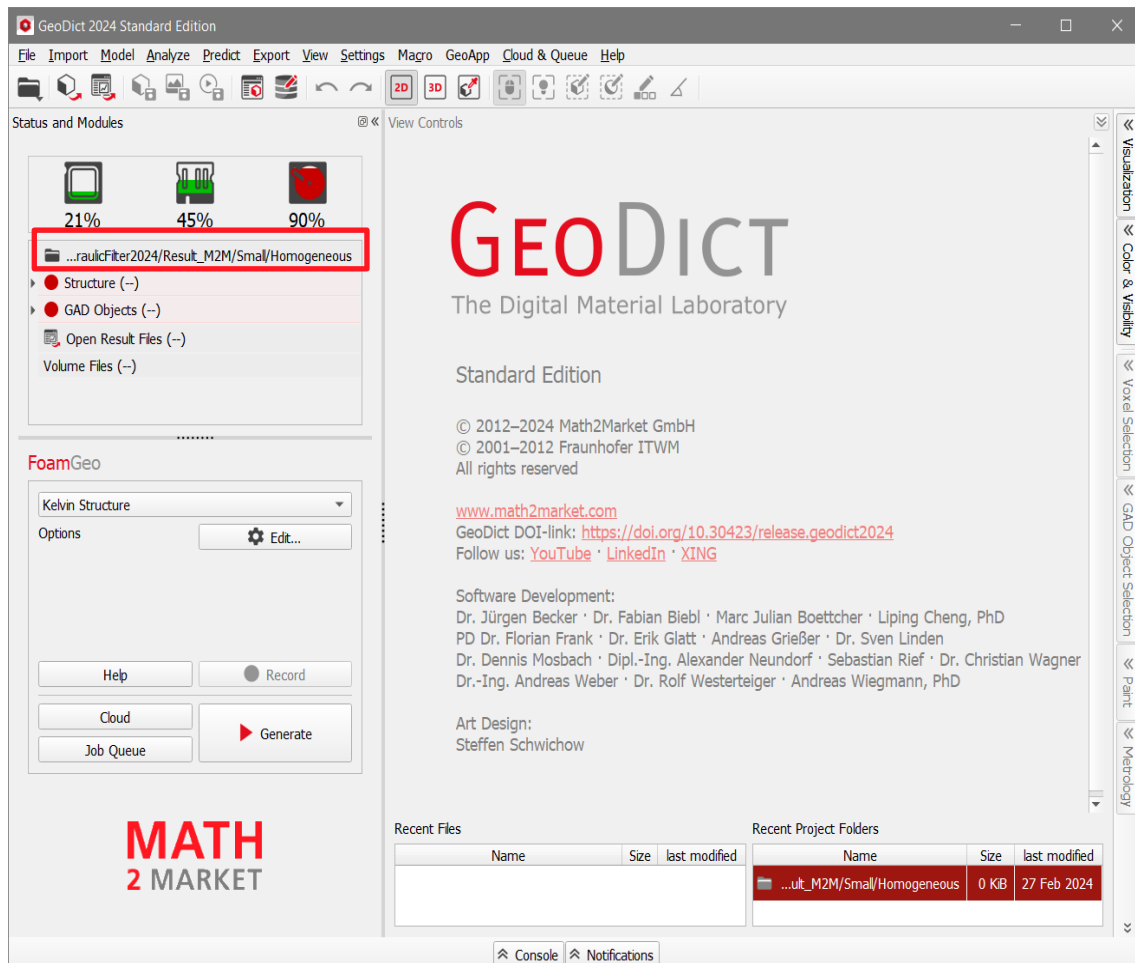 GeoDict 2024 Standard Edition
File Import Model Analyze Predict Export View Settings Macro GeoApp Cloud & Queue Help
2D 3D
Status and Modules
21% 45% 90%
...raulicFilter2024/Result_M2M/Small/Homogeneous
Structure (--)
GAD Objects (--)
Open Result Files (--)
Volume Files (--)
FoamGeo
Kelvin Structure
Options
Edit...
Help
Record
Cloud
Generate
Job Queue
MATH
2 MARKET
View Controls
GEODICT
The Digital Material Laboratory
Standard Edition
© 2012–2024 Math2Market GmbH
© 2001–2012 Fraunhofer ITWM
All rights reserved
www.math2market.com
GeoDict DOI-link: https://doi.org/10.30423/release.geodict2024
Follow us: YouTube · LinkedIn · XING
Software Development:
Dr. Jürgen Becker · Dr. Fabian Biebl · Marc Julian Boettcher · Liping Cheng, PhD
PD Dr. Florian Frank · Dr. Erik Glatt · Andreas Grießer · Dr. Sven Linden
Dr. Dennis Mosbach · Dipl.-Ing. Alexander Neundorf · Sebastian Rief · Dr. Christian Wagner
Dr.-Ing. Andreas Weber · Dr. Rolf Westerteiger · Andreas Wiegmann, PhD
Art Design:
Steffen Schwichow
Recent Files
Name Size last modified
Recent Project Folders
Name Size last modified
...ult_M2M/Small/Homogeneous 0 KiB 27 Feb 2024
Visualization
Color & Visibility
Voxel Selection
GAD Object Selection
Paint
Metrology
Console
Notifications